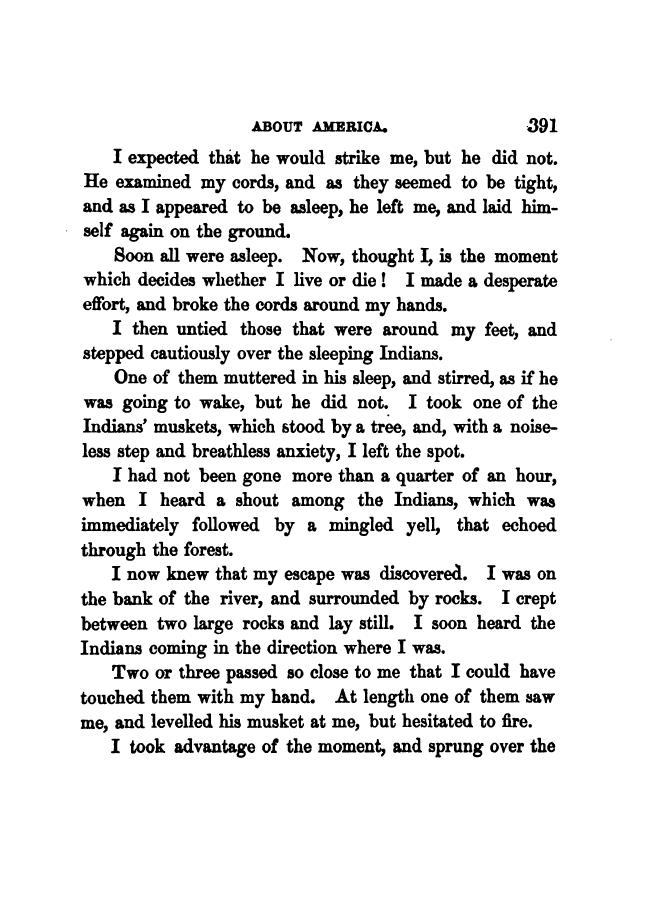 ABOUT AMERICA. 391
I expected that he would strike me, but he did not.
He examined my cords, and as they seemed to be tight,
and as I appeared to be asleep, he left me, and laid him-
self again on the ground.
Soon all were asleep. Now, thought I, is the moment
which decides whether I live or die! I made a desperate
effort, and broke the cords around my hands.
I then untied those that were around my feet, and
stepped cautiously over the sleeping Indians.
One of them muttered in his sleep, and stirred, as if he
was going to wake, but he did not. I took one of the
Indians' muskets, which stood by a tree, and, with a noise-
less step and breathless anxiety, I left the spot.
I had not been gone more than a quarter of an hour,
when I heard a shout among the Indians, which was
immediately followed by a mingled yell, that echoed
through the forest.
I now knew that my escape was discovered. I was on
the bank of the river, and surrounded by rocks. I crept
between two large rocks and lay still. I soon heard the
Indians coming in the direction where I was.
Two or three passed so close to me that I could have
touched them with my hand. At length one of them saw
me, and levelled his musket at me, but hesitated to fire.
I took advantage of the moment, and sprung over the